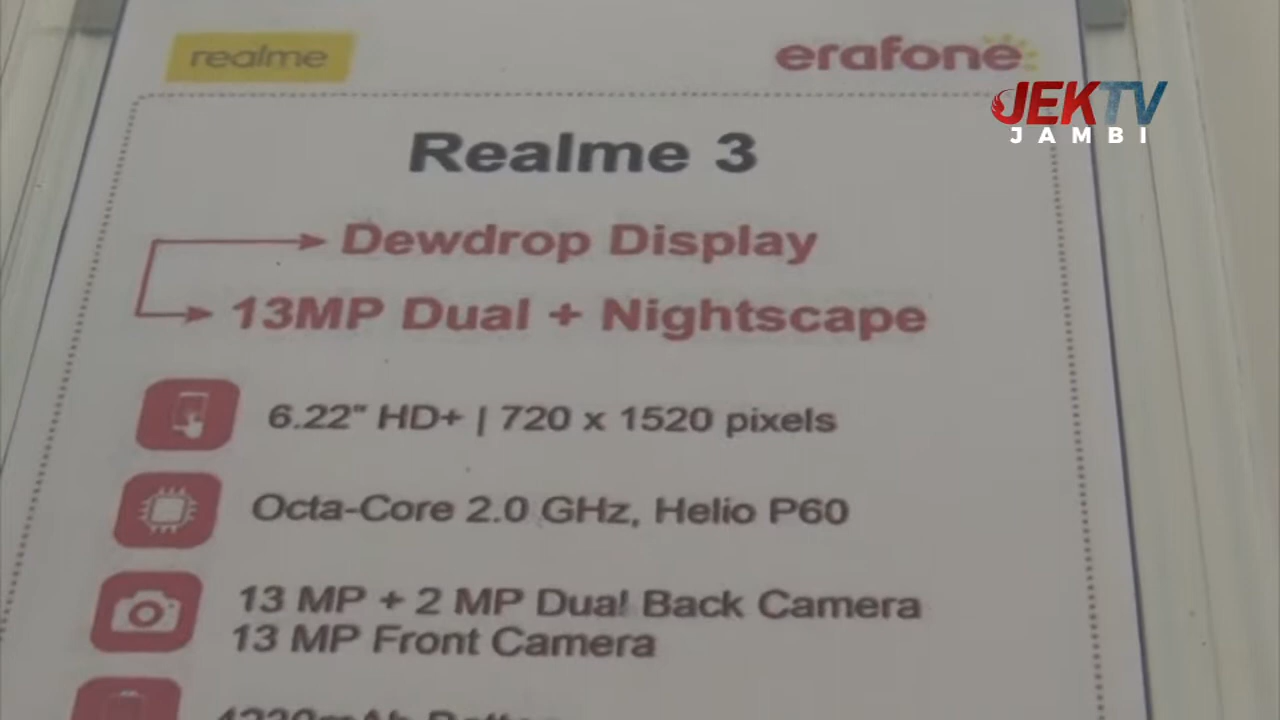 realme
erafone
JEKTV
JAMBI
Realme 3
Dewdrop Display
13MP Dual + Nightscape
6.22" HD+ | 720 x 1520 pixels
Octa-Core 2.0 GHz, Helio P60
13 MP + 2 MP Dual Back Camera
13 MP Front Camera